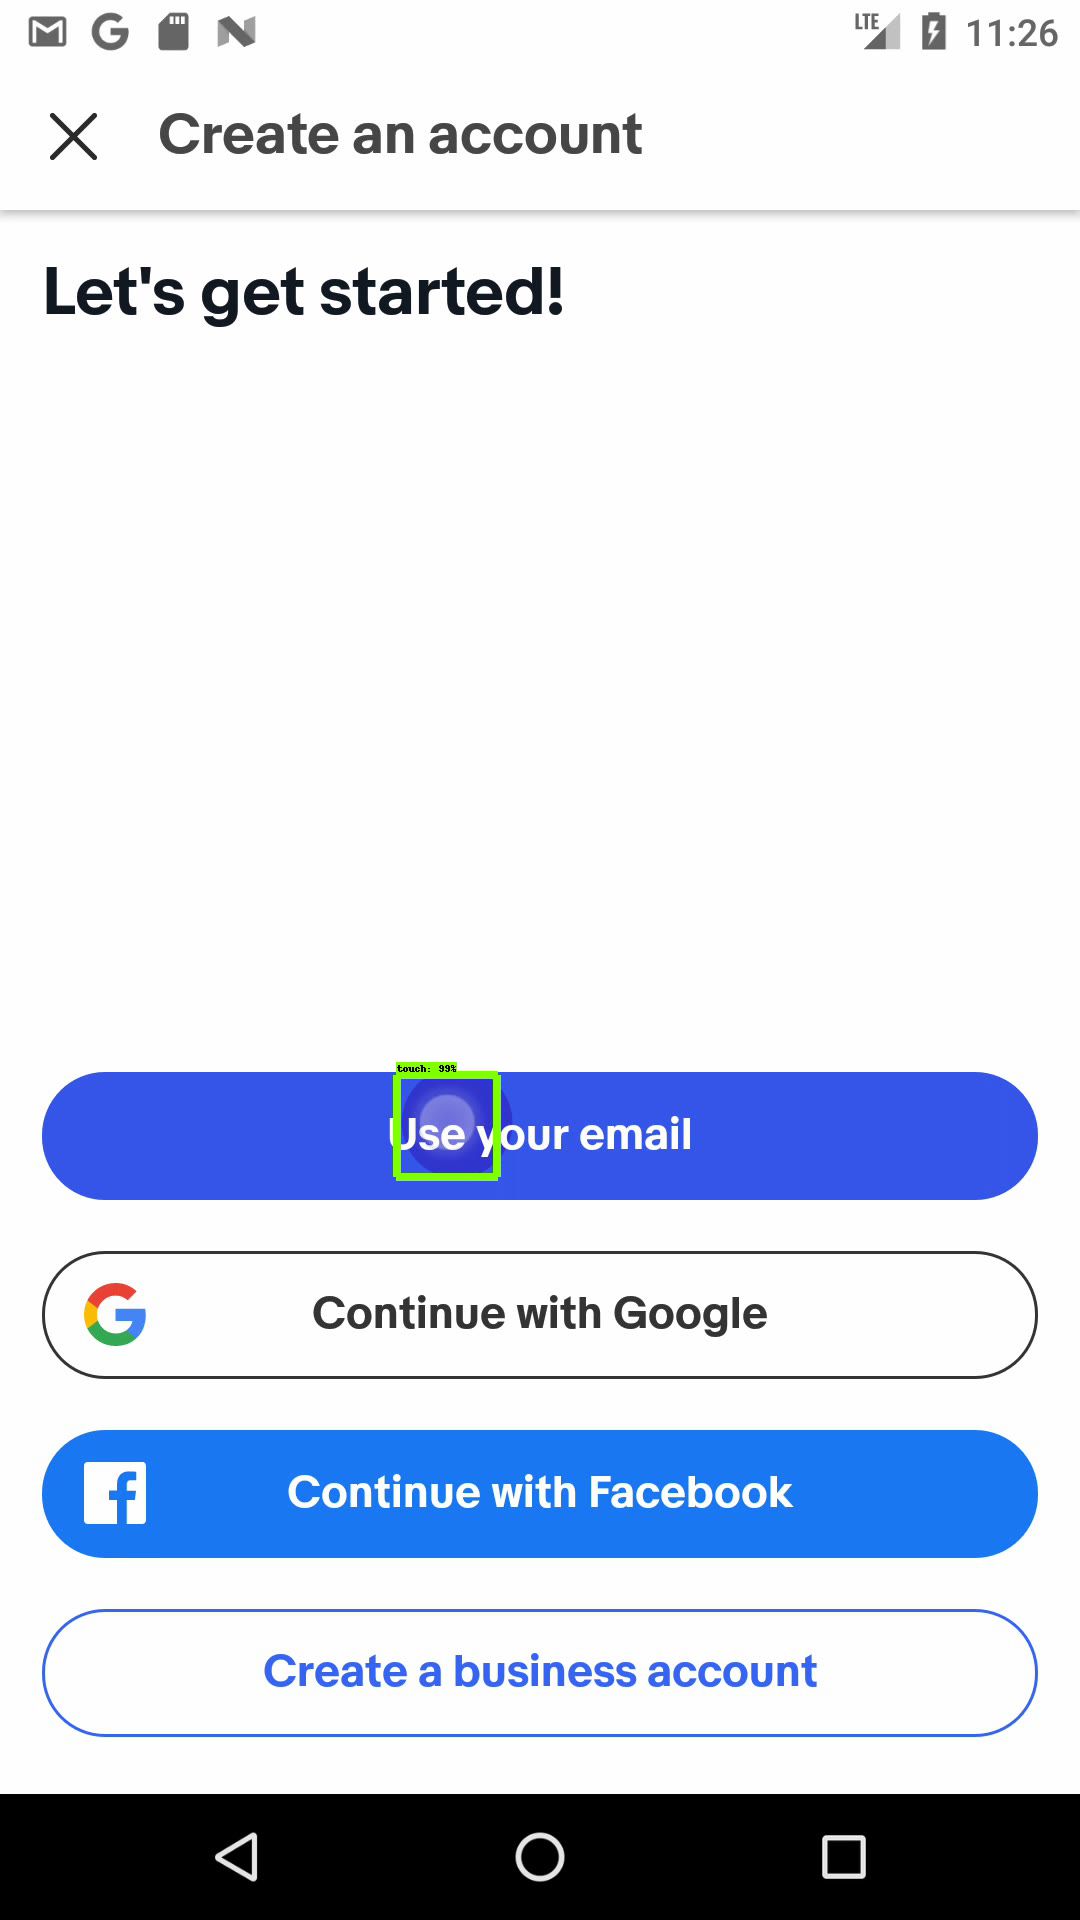 LTE 11:26
Create an account
Let's get started!
touch: 99%
Use your email
Continue with Google
Continue with Facebook
Create a business account